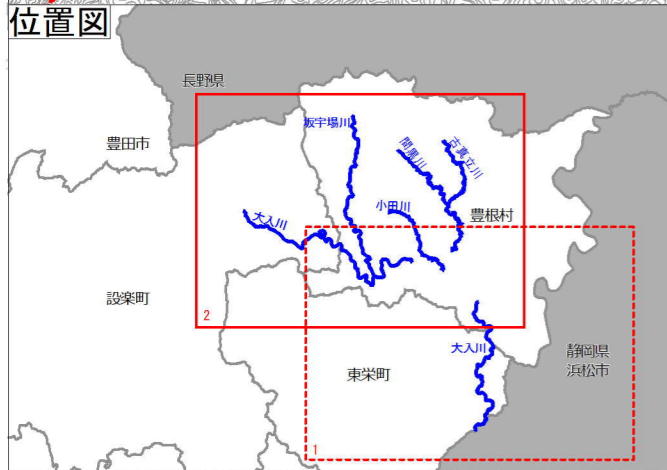 位置図
長野県
豊田市
坂宇場川
間黒川
古真立川
小田川
大入川
豊根村
設楽町
2
大入川
東栄町
静岡県
浜松市
1